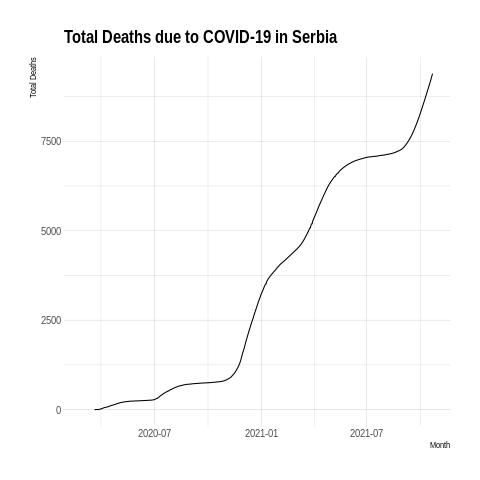 Total Deaths due to COVID-19 in Serbia
Total Deaths
7500
5000
2500
0
2020-07 2021-01 2021-07
Month